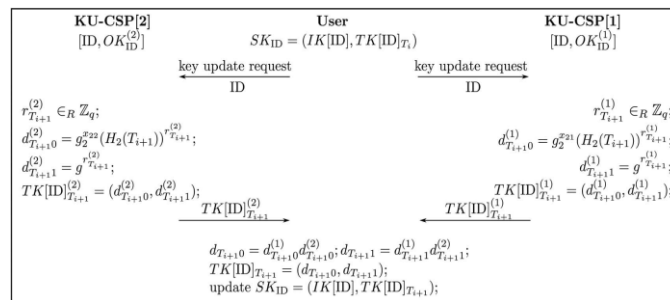 KU-CSP[2] User KU-CSP[1]
[ID, OK_{ID}^{(2)}] SK_{ID} = (IK[ID], TK[ID]_{T_i}) [ID, OK_{ID}^{(1)}]
key update request key update request
ID ID
r_{T_{i+1}}^{(2)} ∈_R ℤ_q; r_{T_{i+1}}^{(1)} ∈_R ℤ_q;
d_{T_{i+1}0}^{(2)} = g_2^{x_{22}}(H_2(T_{i+1}))^{r_{T_{i+1}}^{(2)}}; d_{T_{i+1}0}^{(1)} = g_2^{x_{21}}(H_2(T_{i+1}))^{r_{T_{i+1}}^{(1)}};
d_{T_{i+1}1}^{(2)} = g^{r_{T_{i+1}}^{(2)}}; d_{T_{i+1}1}^{(1)} = g^{r_{T_{i+1}}^{(1)}};
TK[ID]_{T_{i+1}}^{(2)} = (d_{T_{i+1}0}^{(2)}, d_{T_{i+1}1}^{(2)}); TK[ID]_{T_{i+1}}^{(1)} = (d_{T_{i+1}0}^{(1)}, d_{T_{i+1}1}^{(1)});
TK[ID]_{T_{i+1}}^{(2)} TK[ID]_{T_{i+1}}^{(1)}
d_{T_{i+1}0} = d_{T_{i+1}0}^{(1)} d_{T_{i+1}0}^{(2)}; d_{T_{i+1}1} = d_{T_{i+1}1}^{(1)} d_{T_{i+1}1}^{(2)};
TK[ID]_{T_{i+1}} = (d_{T_{i+1}0}, d_{T_{i+1}1});
update SK_{ID} = (IK[ID], TK[ID]_{T_{i+1}});